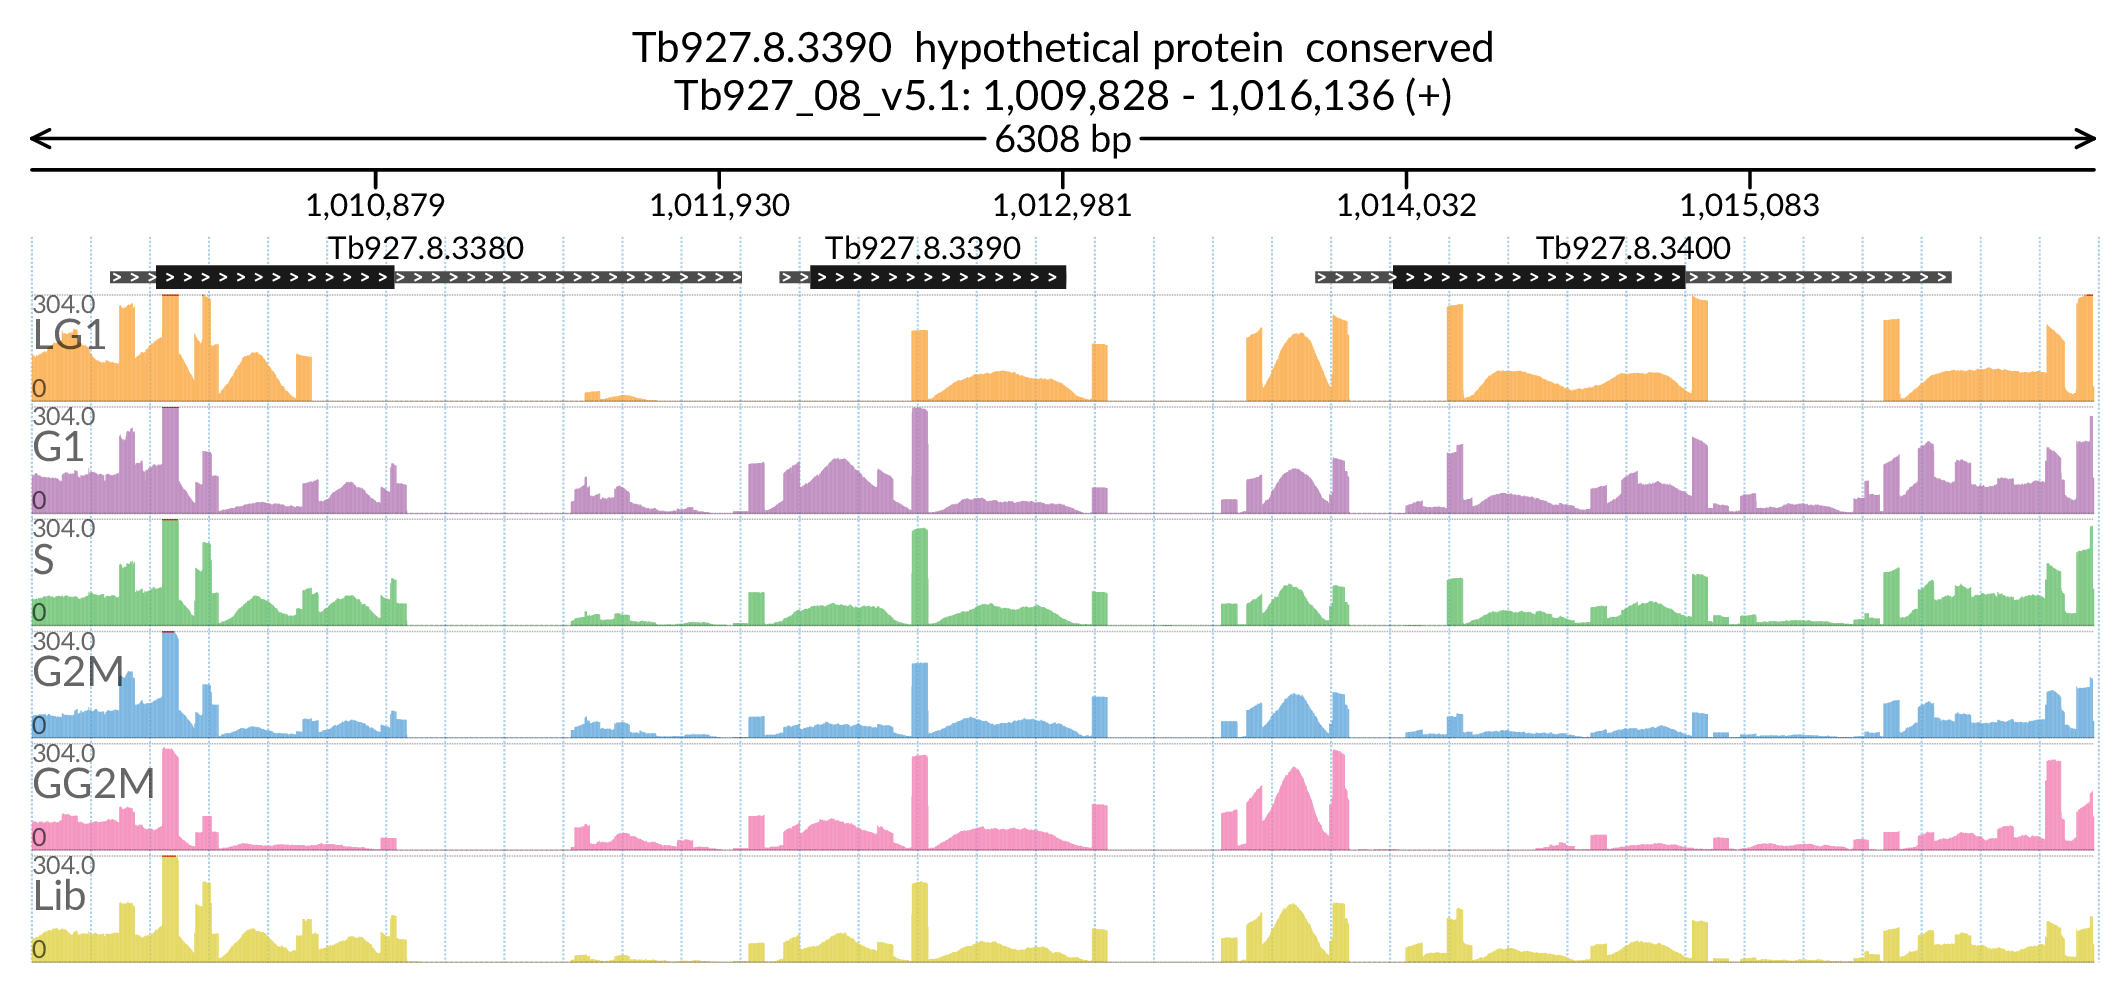 Tb927.8.3390  hypothetical protein  conserved
Tb927_08_v5.1: 1,009,828 - 1,016,136 (+)
6308 bp
1,010,879 1,011,930 1,012,981 1,014,032 1,015,083
Tb927.8.3380 Tb927.8.3390 Tb927.8.3400
304.0
LG1
0
304.0
G1
0
304.0
S
0
304.0
G2M
0
304.0
GG2M
0
304.0
Lib
0